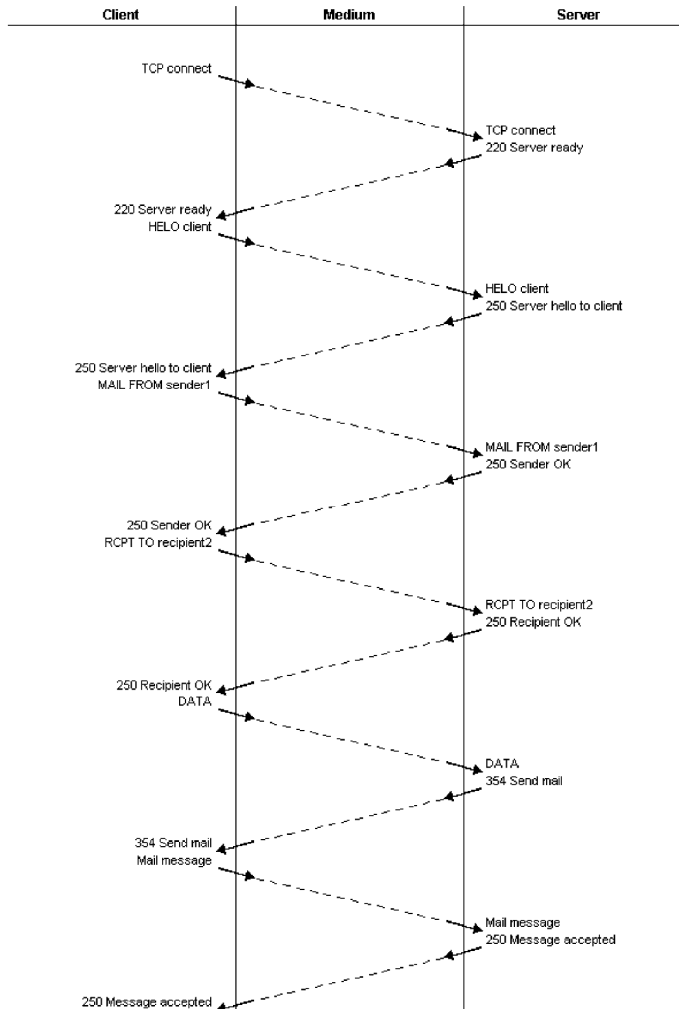 Client Medium Server
TCP connect
TCP connect
220 Server ready
220 Server ready
HELO client
HELO client
250 Server hello to client
250 Server hello to client
MAIL FROM sender1
MAIL FROM sender1
250 Sender OK
250 Sender OK
RCPT TO recipient2
RCPT TO recipient2
250 Recipient OK
250 Recipient OK
DATA
DATA
354 Send mail
354 Send mail
Mail message
Mail message
250 Message accepted
250 Message accepted